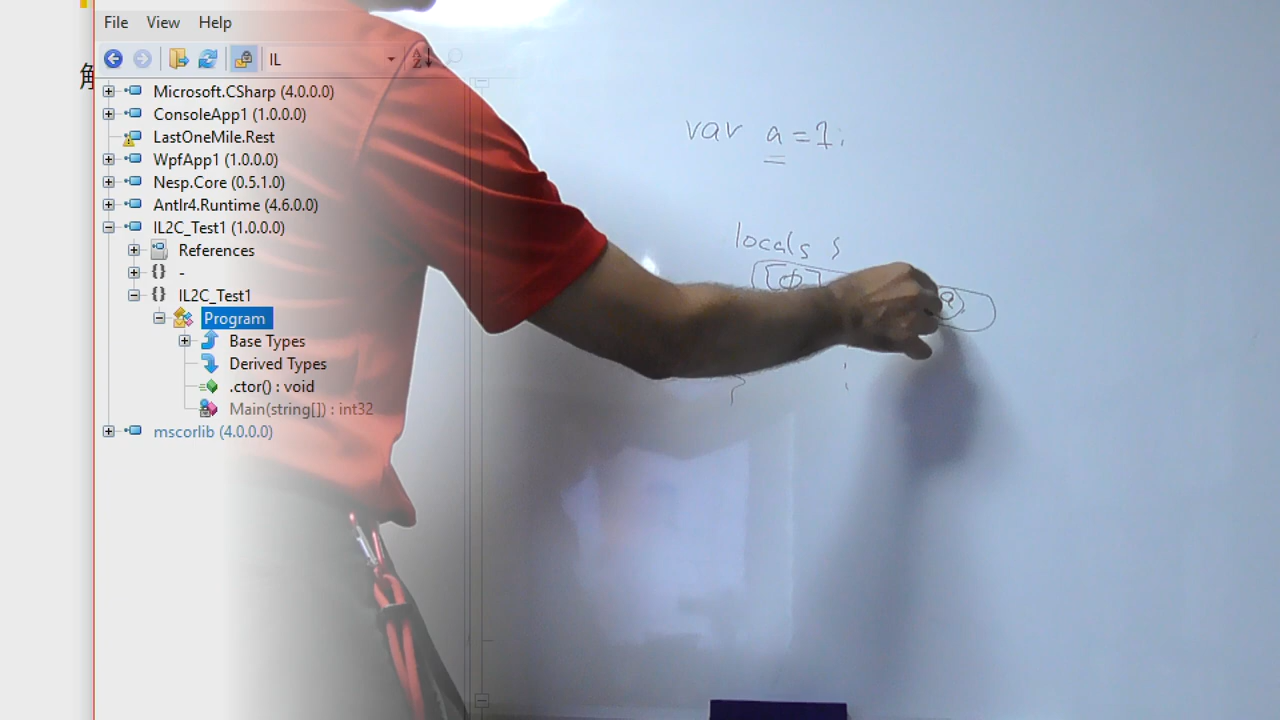 File View Help
IL
Microsoft.CSharp (4.0.0.0)
ConsoleApp1 (1.0.0.0)
LastOneMile.Rest
WpfApp1 (1.0.0.0)
Nesp.Core (0.5.1.0)
Antlr4.Runtime (4.6.0.0)
IL2C_Test1 (1.0.0.0)
References
{} -
{} IL2C_Test1
Program
Base Types
Derived Types
.ctor() : void
Main(string[]) : int32
mscorlib (4.0.0.0)
var a = 1;
locals {
[0]
a
}